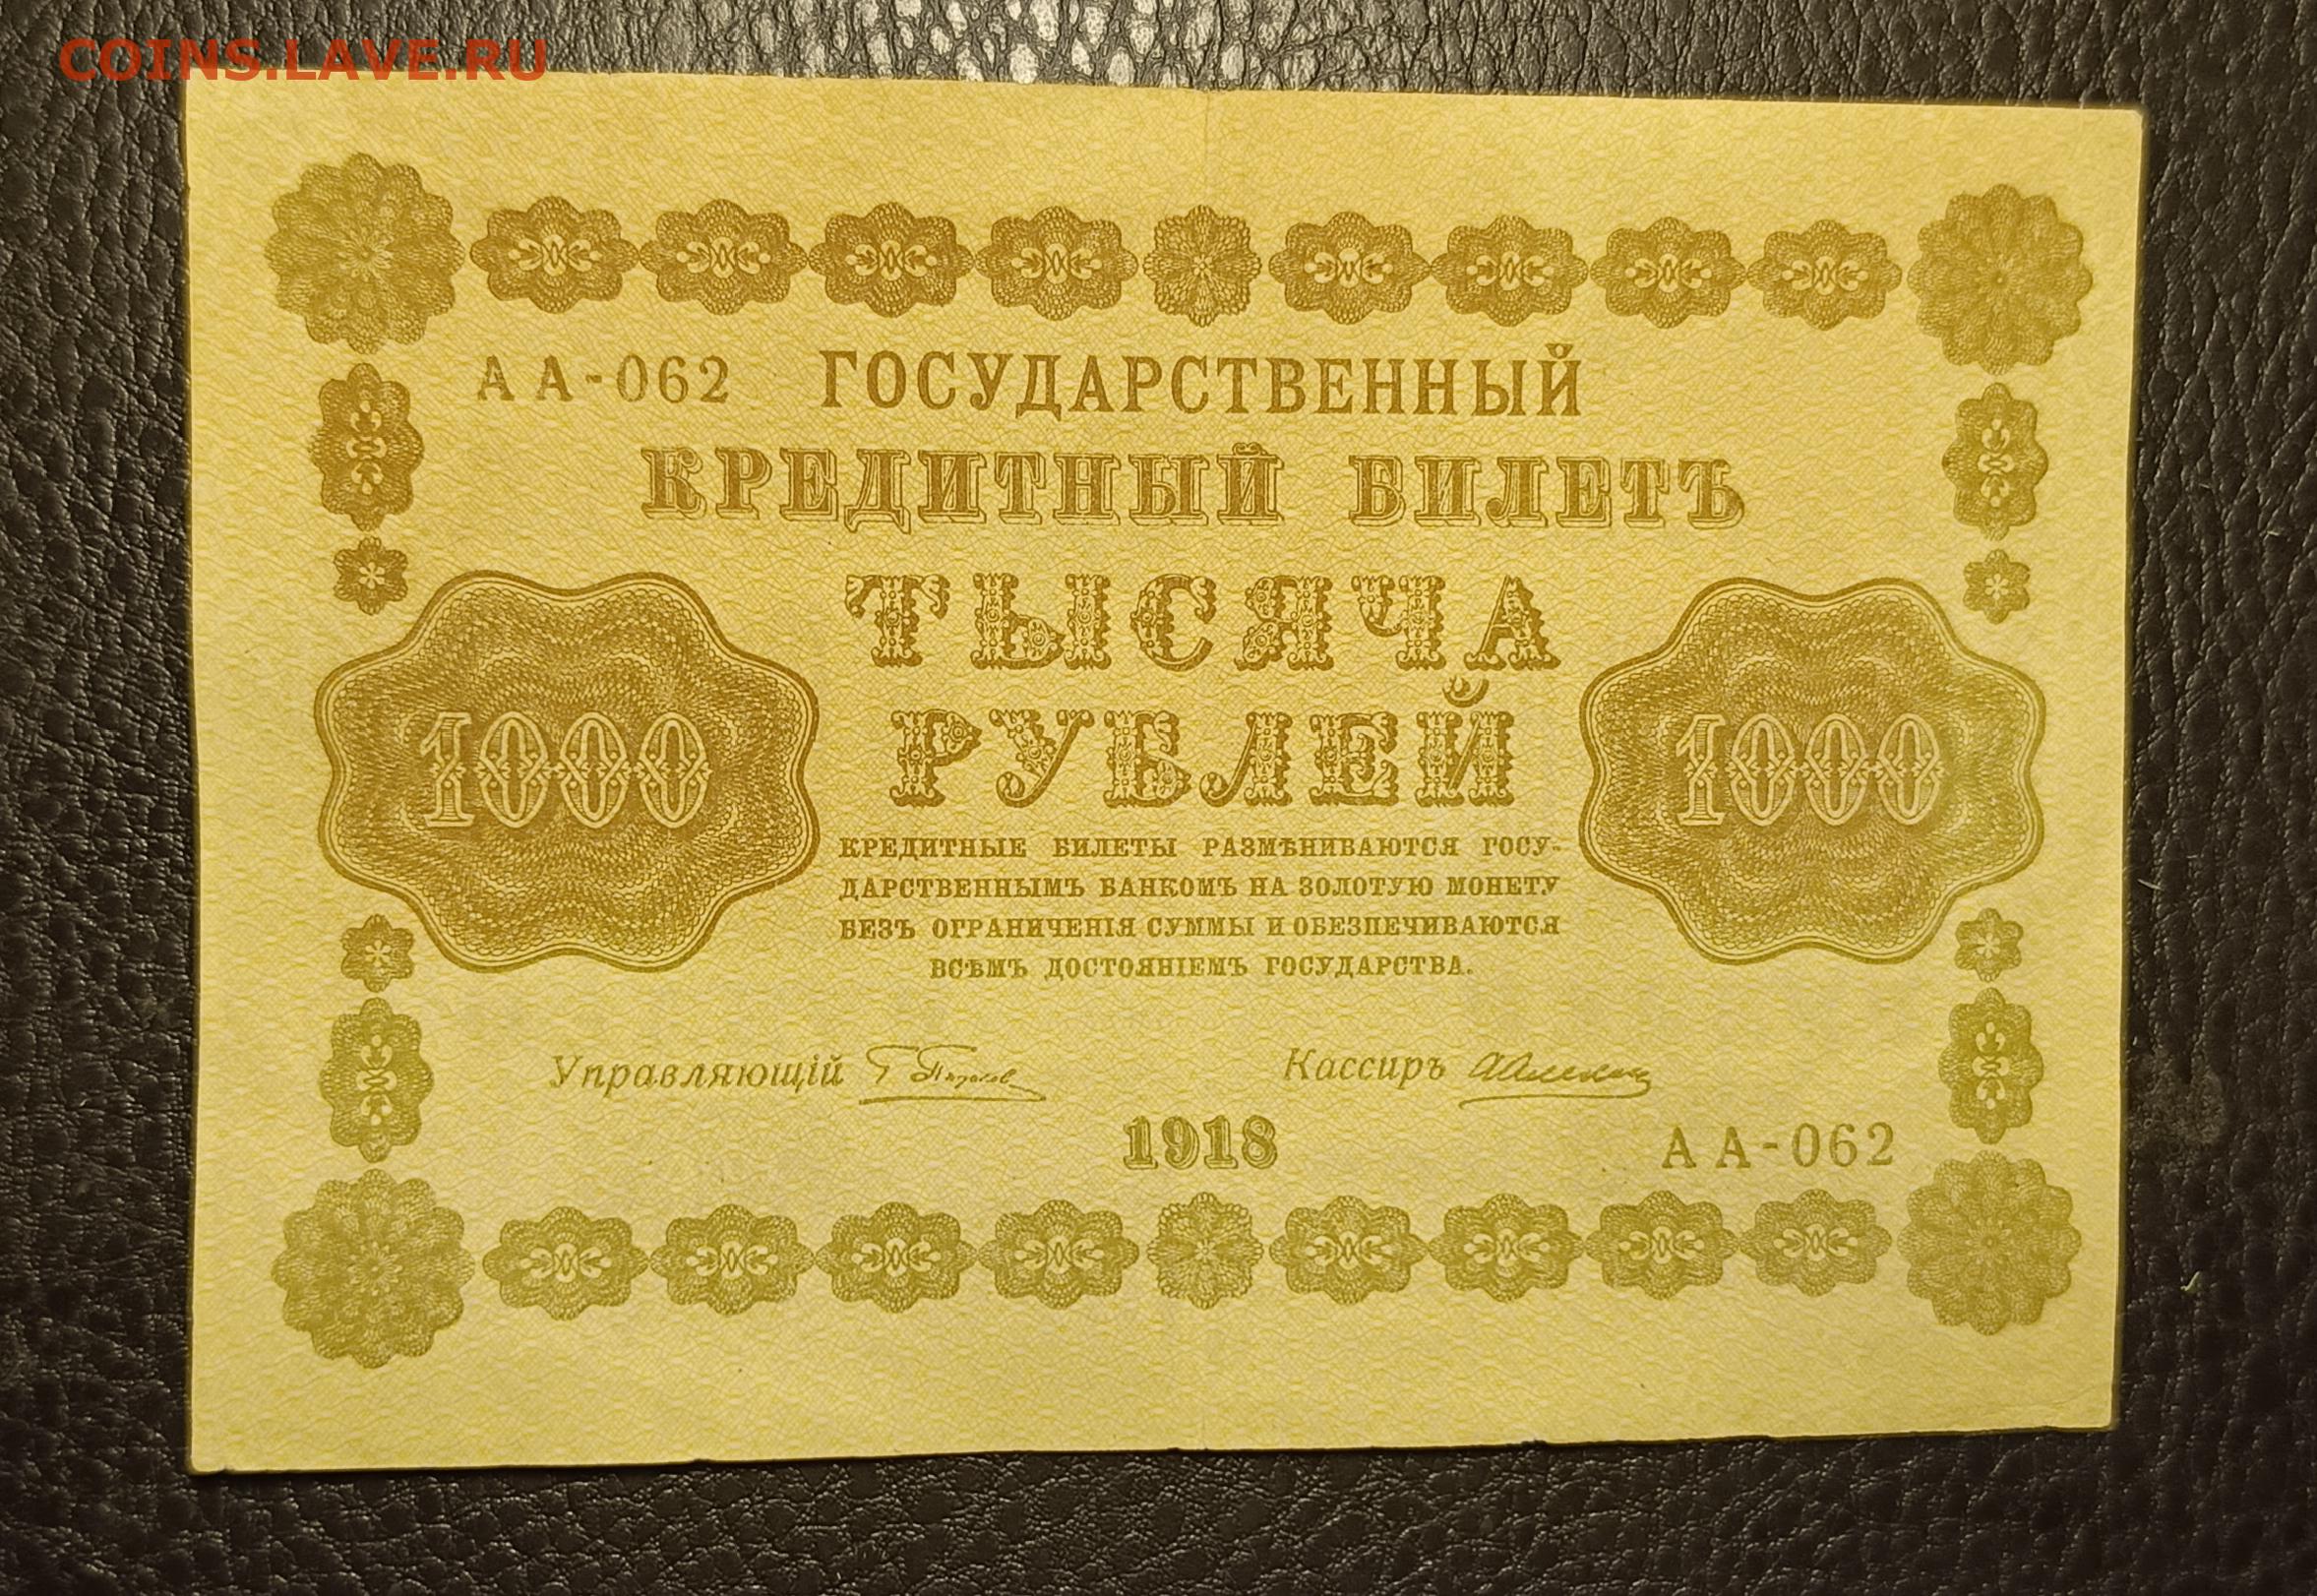 COINS.LAVE.RU
АА-062 ГОСУДАРСТВЕННЫЙ
КРЕДИТНЫЙ БИЛЕТЪ
ТЫСЯЧА
РУБЛЕЙ
1000
1000
КРЕДИТНЫЕ БИЛЕТЫ РАЗМѢНИВАЮТСЯ ГОСУ-
ДАРСТВЕННЫМЪ БАНКОМЪ НА ЗОЛОТУЮ МОНЕТУ
БЕЗЪ ОГРАНИЧЕНІЯ СУММЫ И ОБЕЗПЕЧИВАЮТСЯ
ВСѢМЪ ДОСТОЯНІЕМЪ ГОСУДАРСТВА.
Управляющій
Кассиръ
1918
АА-062